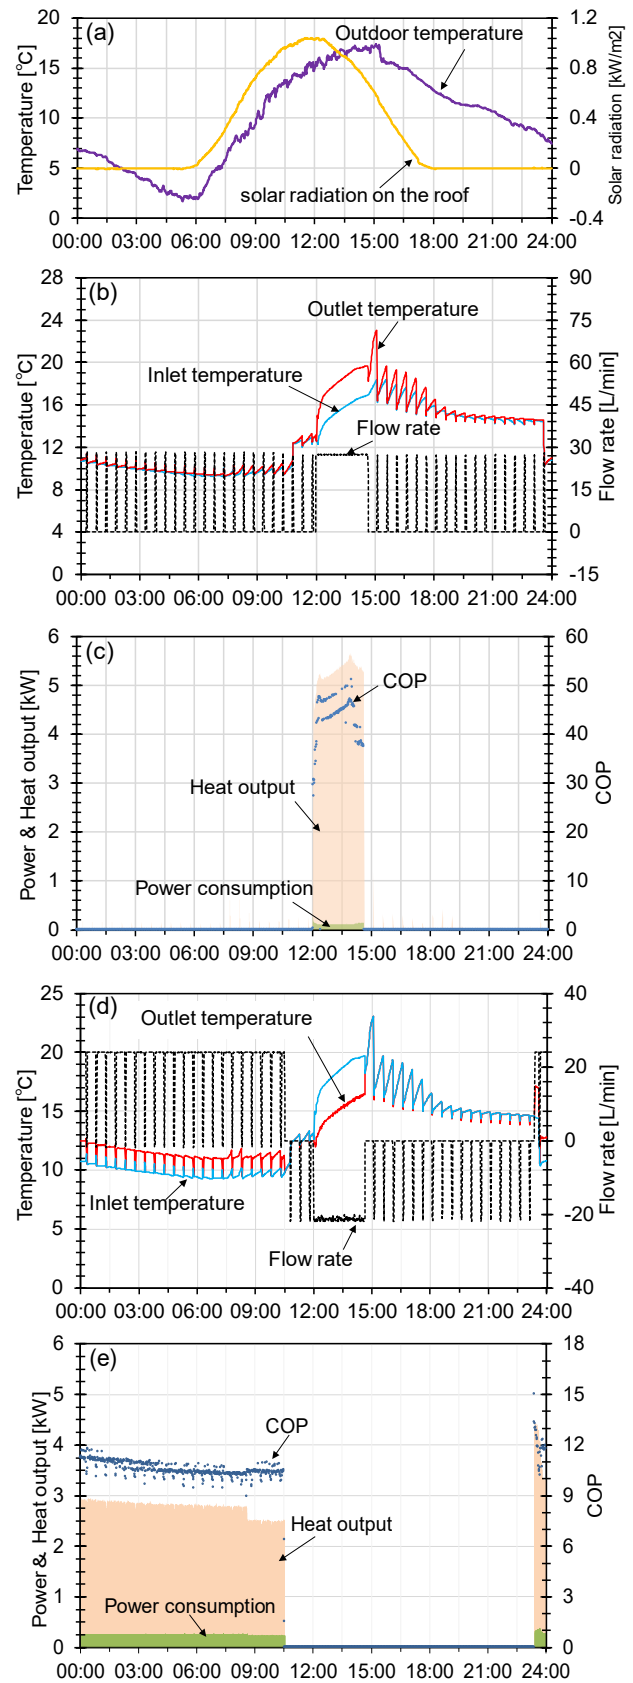 (a)
Outdoor temperature
solar radiation on the roof
Temperature [℃]
20
15
10
5
0
Solar radiation [kW/m2]
1.2
0.8
0.4
0
-0.4
00:00 03:00 06:00 09:00 12:00 15:00 18:00 21:00 24:00
(b)
Outlet temperature
Inlet temperature
Flow rate
Temperature [℃]
28
24
20
16
12
8
4
0
Flow rate [L/min]
90
75
60
45
30
15
0
-15
00:00 03:00 06:00 09:00 12:00 15:00 18:00 21:00 24:00
(c)
COP
Heat output
Power consumption
Power & Heat output [kW]
6
5
4
3
2
1
0
COP
60
50
40
30
20
10
0
00:00 03:00 06:00 09:00 12:00 15:00 18:00 21:00 24:00
(d)
Outlet temperature
Inlet temperature
Flow rate
Temperature [℃]
25
20
15
10
5
0
Flow rate [L/min]
40
20
0
-20
-40
00:00 03:00 06:00 09:00 12:00 15:00 18:00 21:00 24:00
(e)
COP
Heat output
Power consumption
Power & Heat output [kW]
6
5
4
3
2
1
0
COP
18
15
12
9
6
3
0
00:00 03:00 06:00 09:00 12:00 15:00 18:00 21:00 24:00